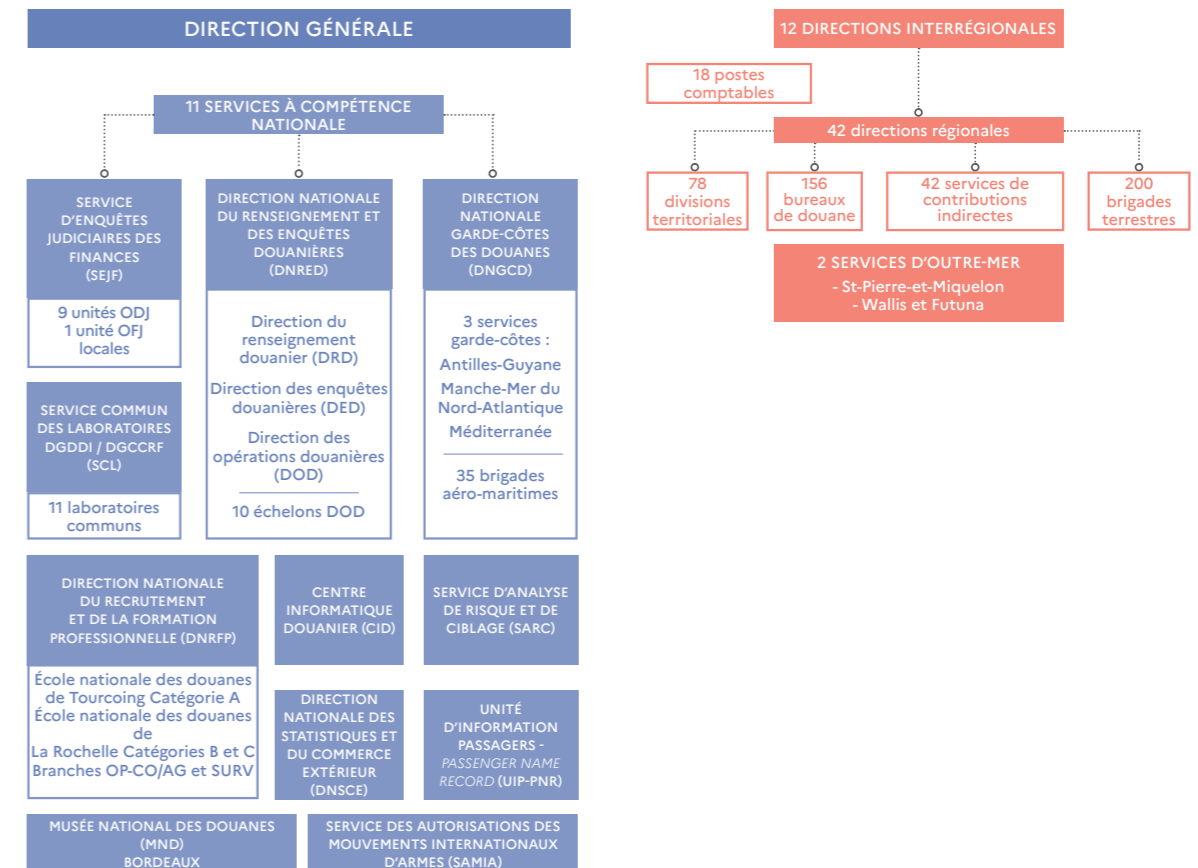 DIRECTION GÉNÉRALE
11 SERVICES À COMPÉTENCE
NATIONALE
SERVICE
D'ENQUÊTES
JUDICIAIRES DES
FINANCES
(SEJF)
9 unités ODJ
1 unité OFJ
locales
SERVICE COMMUN
DES LABORATOIRES
DGDDI / DGCCRF
(SCL)
11 laboratoires
communs
DIRECTION NATIONALE
DU RENSEIGNEMENT ET
DES ENQUÊTES
DOUANIÈRES
(DNRED)
Direction du
renseignement
douanier (DRD)
Direction des enquêtes
douanières (DED)
Direction des
opérations douanières
(DOD)
10 échelons DOD
DIRECTION
NATIONALE
GARDE-CÔTES
DES DOUANES
(DNGCD)
3 services
garde-côtes :
Antilles-Guyane
Manche-Mer du
Nord-Atlantique
Méditerranée
35 brigades
aéro-maritimes
DIRECTION NATIONALE
DU RECRUTEMENT
ET DE LA FORMATION
PROFESSIONNELLE (DNRFP)
École nationale des douanes
de Tourcoing Catégorie A
École nationale des douanes
de
La Rochelle Catégories B et C
Branches OP-CO/AG et SURV
CENTRE
INFORMATIQUE
DOUANIER (CID)
SERVICE D'ANALYSE
DE RISQUE ET DE
CIBLAGE (SARC)
DIRECTION
NATIONALE DES
STATISTIQUES ET
DU COMMERCE
EXTÉRIEUR
(DNSCE)
UNITÉ
D'INFORMATION
PASSAGERS -
PASSENGER NAME
RECORD (UIP-PNR)
MUSÉE NATIONAL DES DOUANES
(MND)
BORDEAUX
SERVICE DES AUTORISATIONS DES
MOUVEMENTS INTERNATIONAUX
D'ARMES (SAMIA)
12 DIRECTIONS INTERRÉGIONALES
18 postes
comptables
42 directions régionales
78
divisions
territoriales
156
bureaux
de douane
42 services de
contributions
indirectes
200
brigades
terrestres
2 SERVICES D'OUTRE-MER
- St-Pierre-et-Miquelon
- Wallis et Futuna